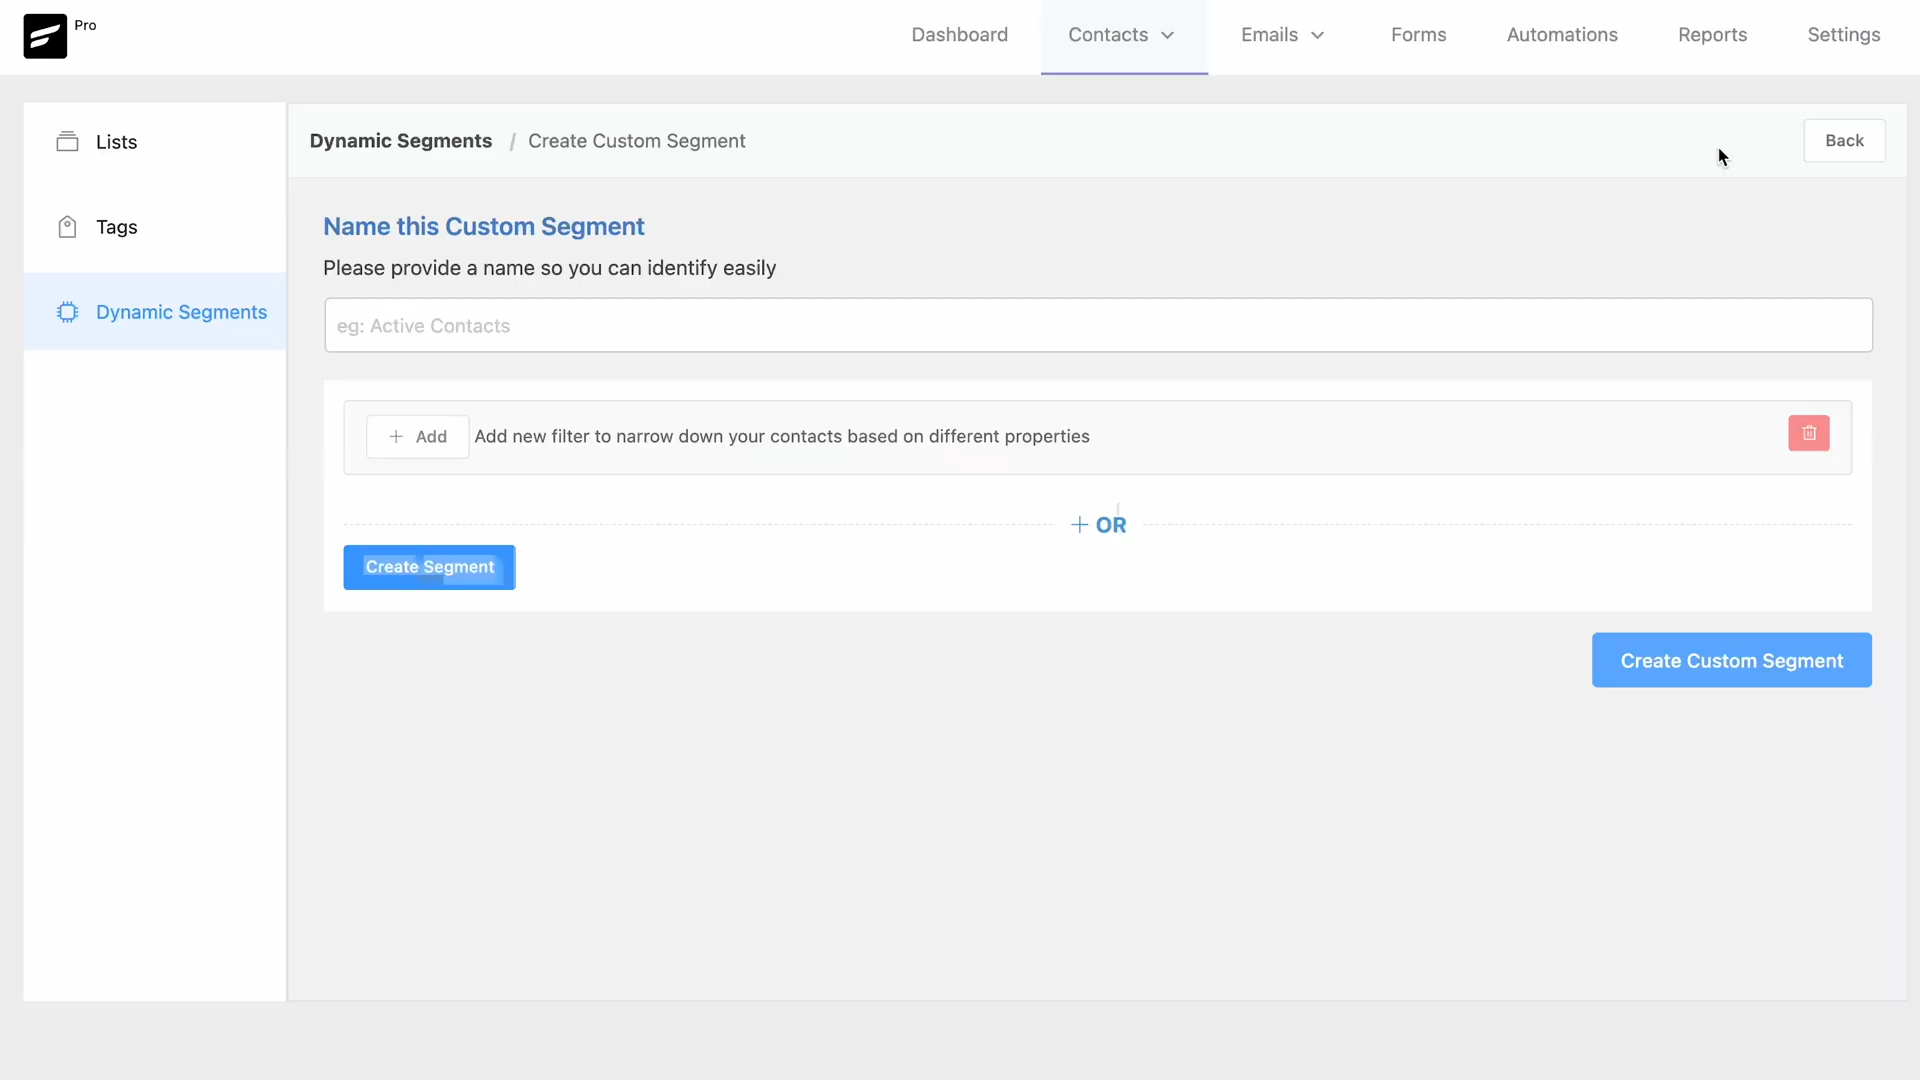 Pro
Dashboard
Contacts
Emails
Forms
Automations
Reports
Settings
Lists
Tags
Dynamic Segments
Dynamic Segments / Create Custom Segment
Back
Name this Custom Segment
Please provide a name so you can identify easily
eg: Active Contacts
+ Add
Add new filter to narrow down your contacts based on different properties
+ OR
Create Segment
Create Custom Segment